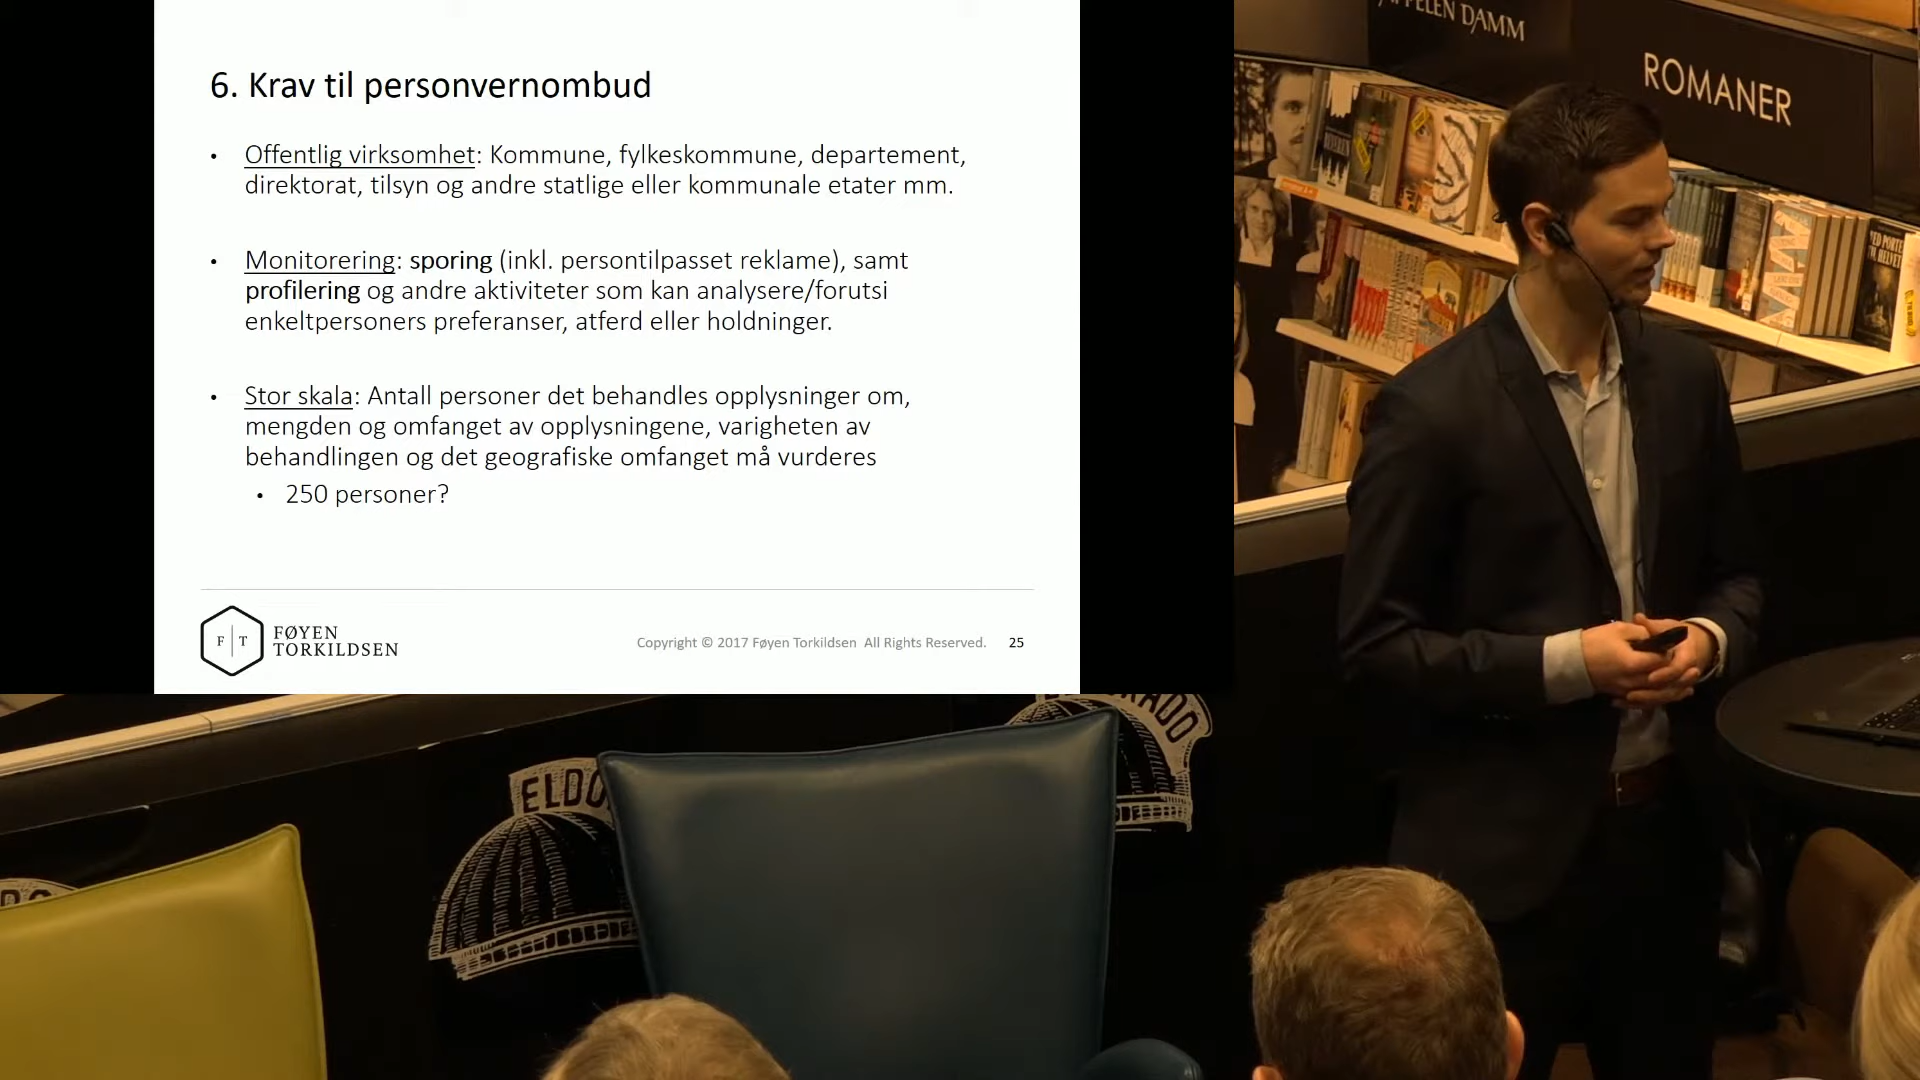 6. Krav til personvernombud
• Offentlig virksomhet: Kommune, fylkeskommune, departement,
direktorat, tilsyn og andre statlige eller kommunale etater mm.
• Monitorering: sporing (inkl. persontilpasset reklame), samt
profilering og andre aktiviteter som kan analysere/forutsi
enkeltpersoners preferanser, atferd eller holdninger.
• Stor skala: Antall personer det behandles opplysninger om,
mengden og omfanget av opplysningene, varigheten av
behandlingen og det geografiske omfanget må vurderes
• 250 personer?
F T
FØYEN
TORKILDSEN
Copyright © 2017 Føyen Torkildsen All Rights Reserved. 25
DAMM
ROMANER
ELDO